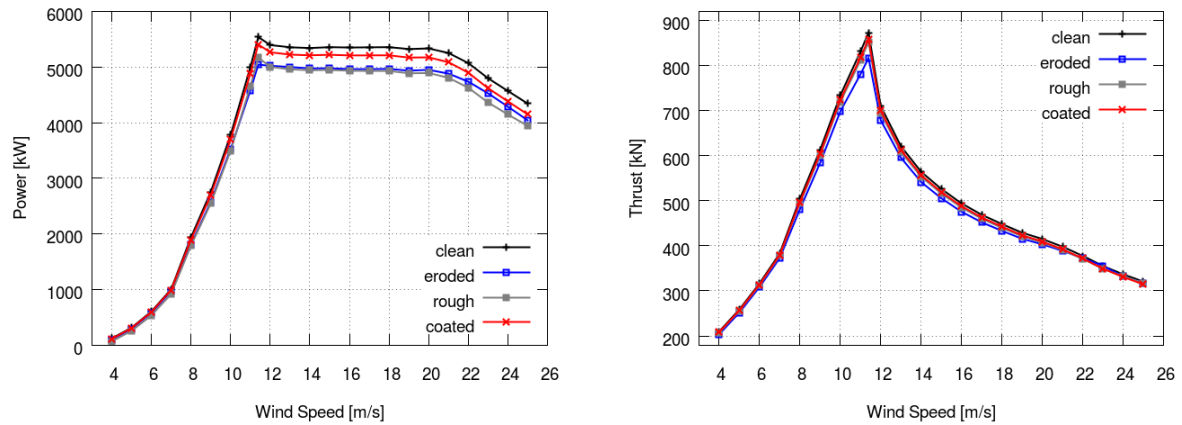 6000
5000
4000
3000
2000
1000
0
Power [kW]
clean
eroded
rough
coated
4 6 8 10 12 14 16 18 20 22 24 26
Wind Speed [m/s]
900
800
700
600
500
400
300
200
Thrust [kN]
clean
eroded
rough
coated
4 6 8 10 12 14 16 18 20 22 24 26
Wind Speed [m/s]